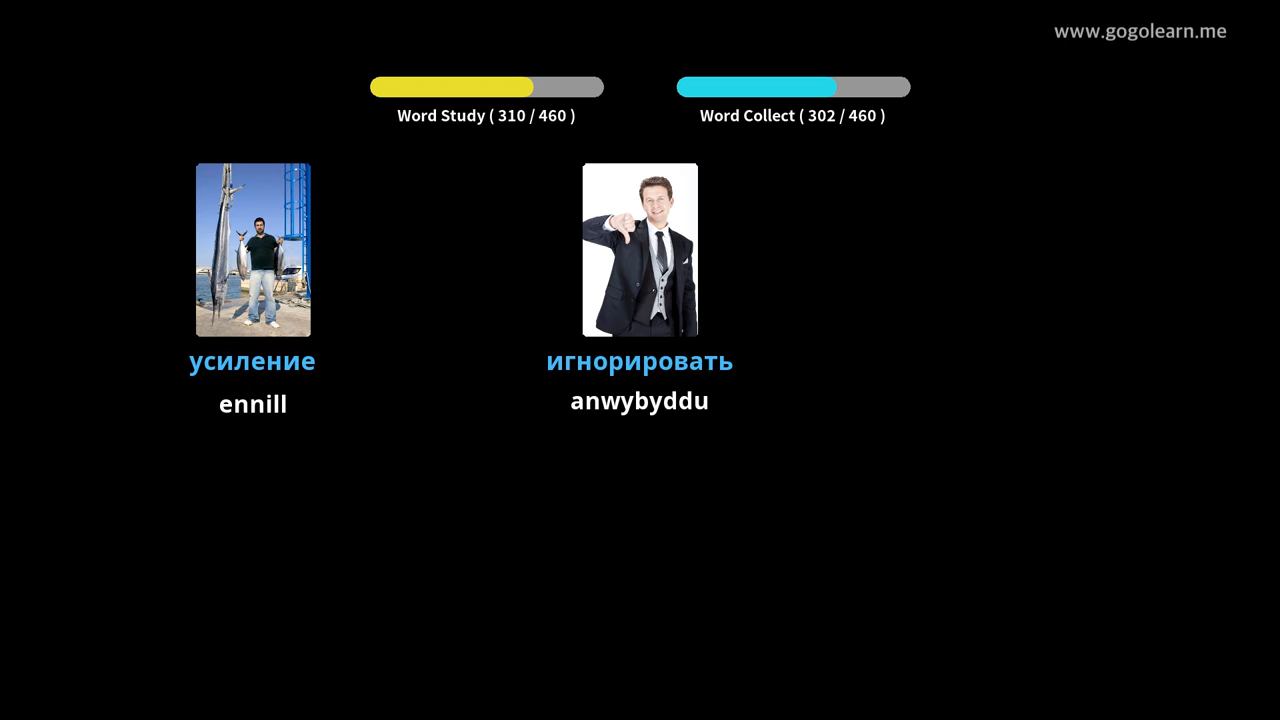 www.gogolearn.me
Word Study ( 310 / 460 )
Word Collect ( 302 / 460 )
усиление
ennill
игнорировать
anwybyddu